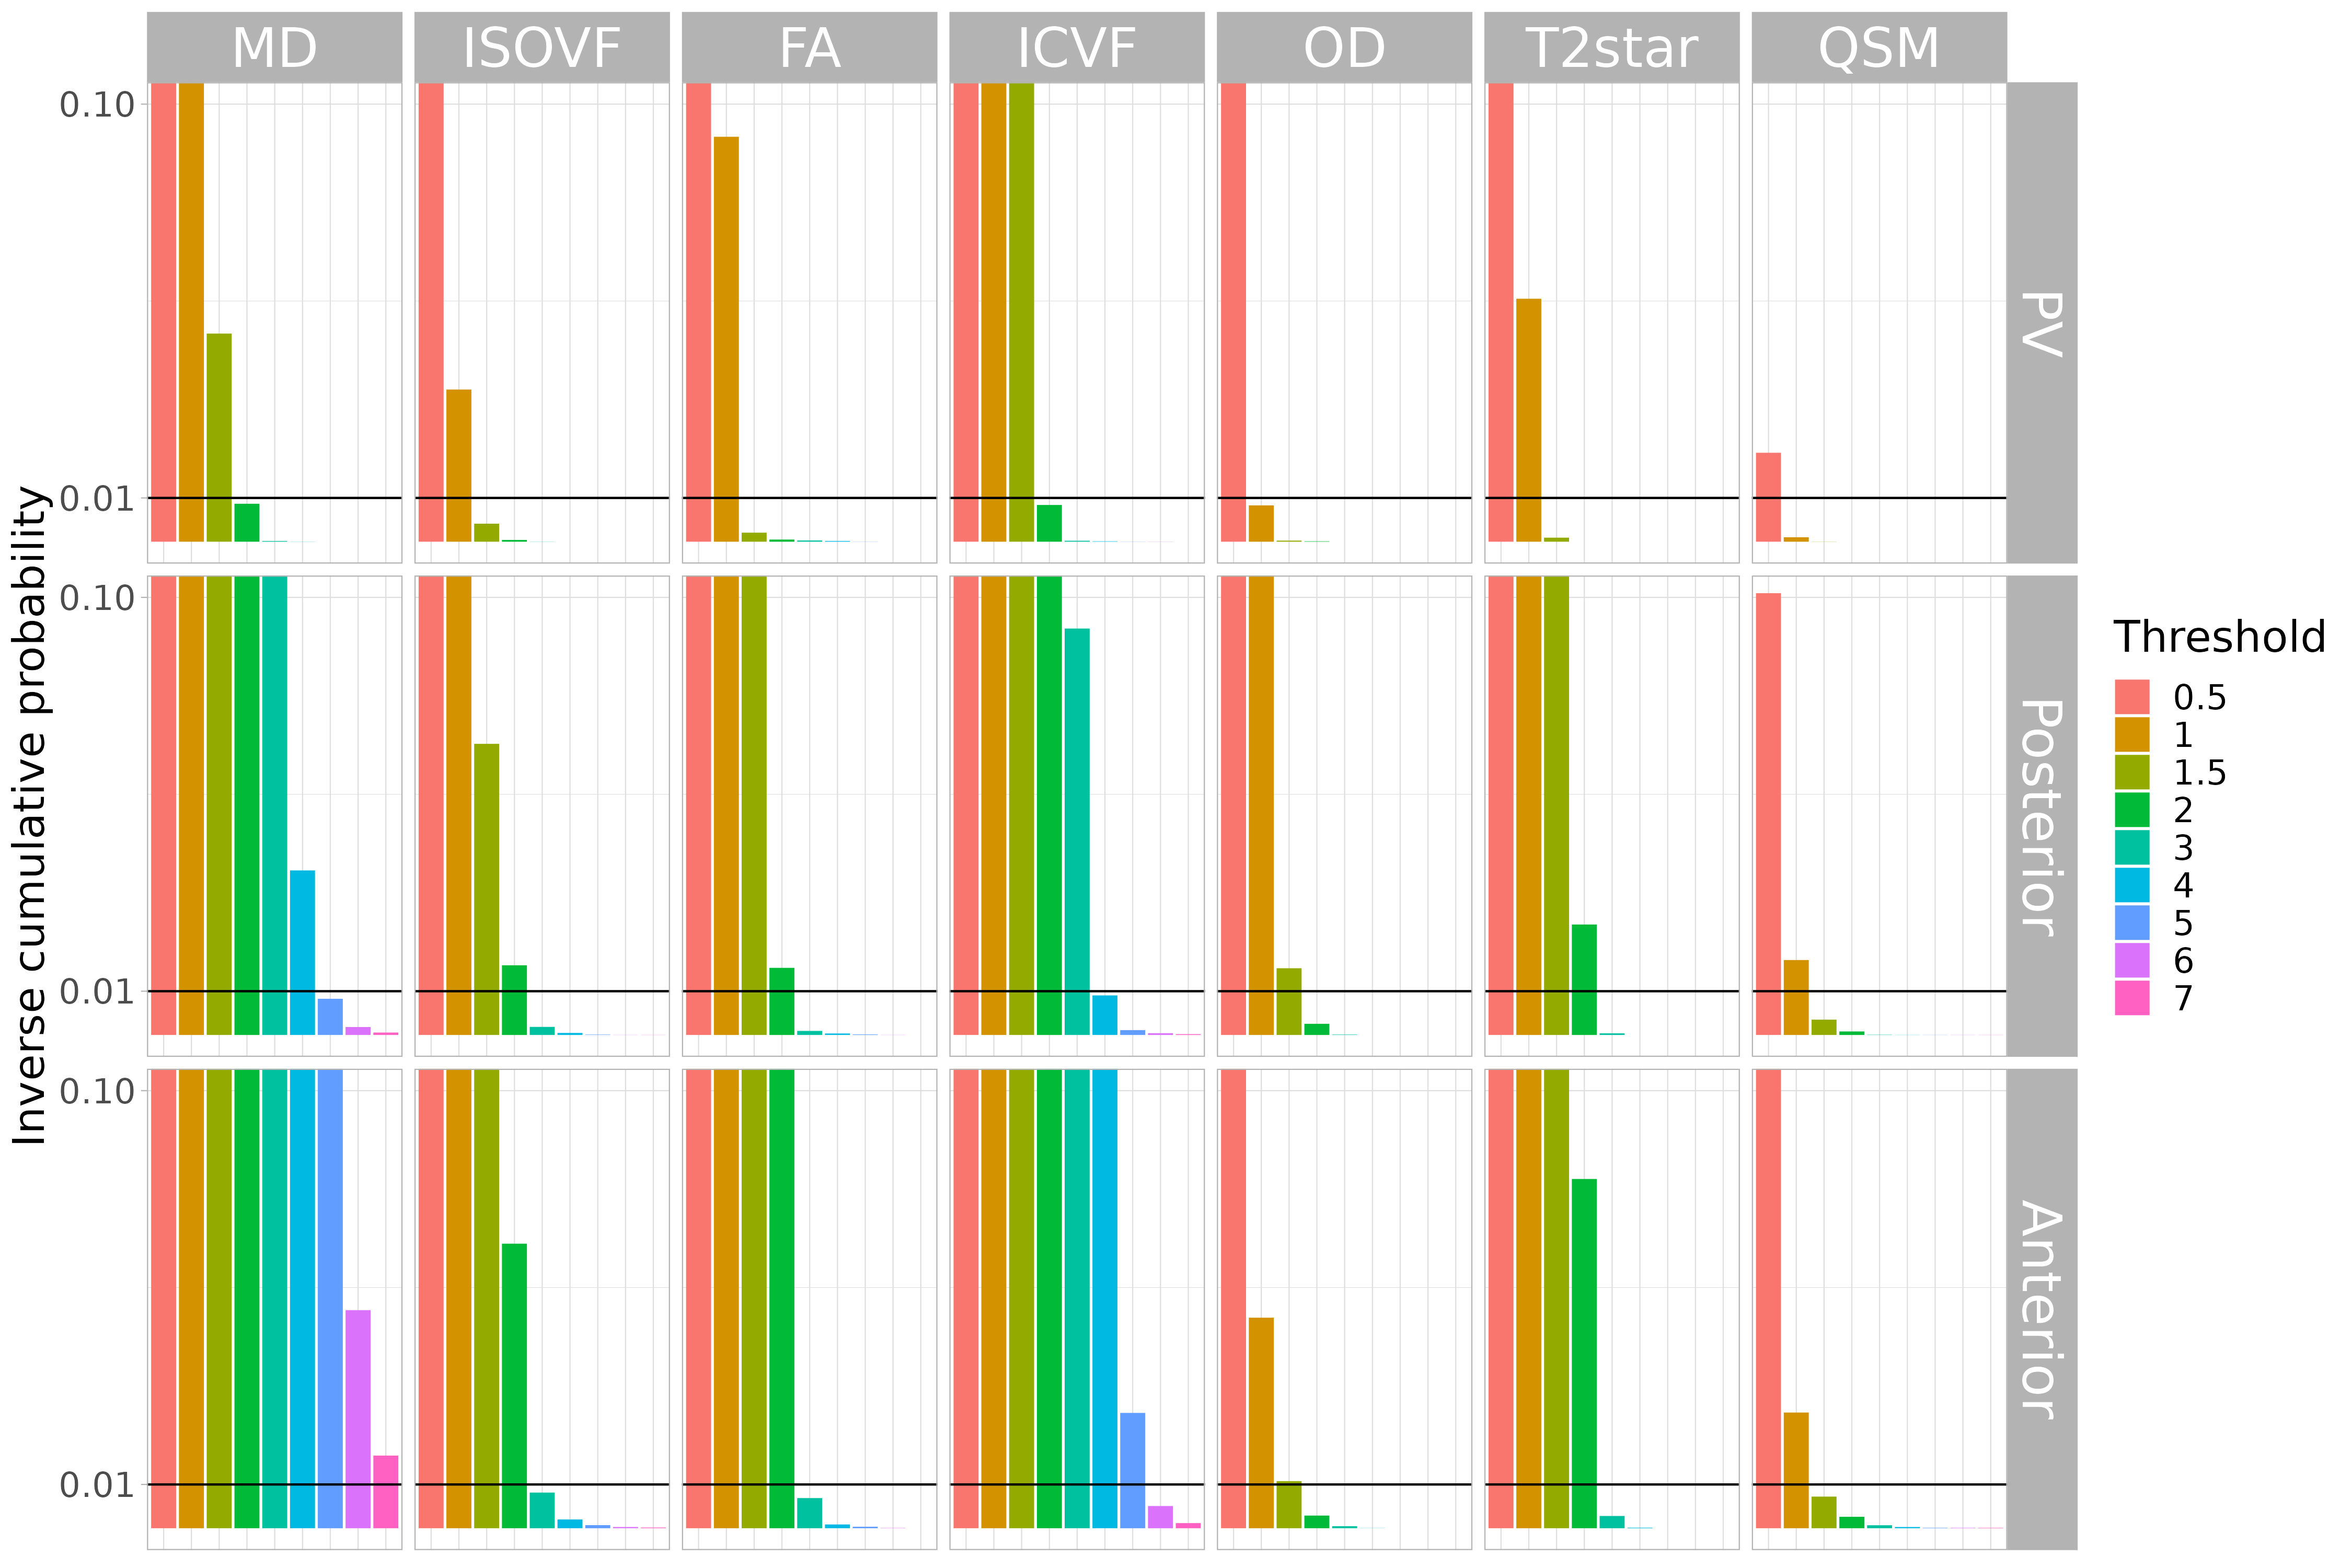 MD
ISOVF
FA
ICVF
OD
T2star
QSM
Inverse cumulative probability
0.10
0.01
PV
0.10
0.01
Posterior
0.10
0.01
Anterior
Threshold
0.5
1
1.5
2
3
4
5
6
7